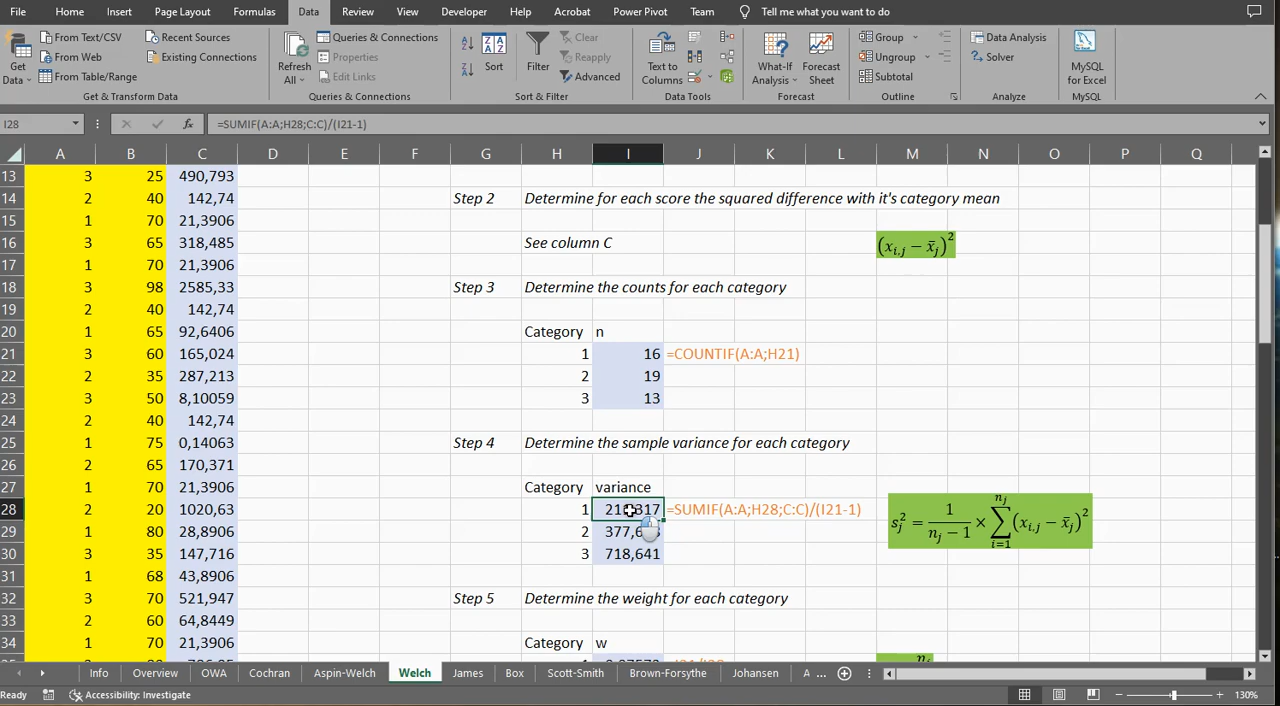 File Home Insert Page Layout Formulas Data Review View Developer Help Acrobat Power Pivot Team Tell me what you want to do
Get Data
From Text/CSV
From Web
From Table/Range
Recent Sources
Existing Connections
Get & Transform Data
Refresh All
Queries & Connections
Properties
Edit Links
Queries & Connections
Sort
Filter
Clear
Reapply
Advanced
Sort & Filter
Text to Columns
Data Tools
What-If Analysis
Forecast Sheet
Forecast
Group
Ungroup
Subtotal
Outline
Data Analysis
Solver
Analyze
MySQL for Excel
MySQL
I28 fx =SUMIF(A:A;H28;C:C)/(I21-1)
A B C D E F G H I J K L M N O P Q
13 3 25 490,793
14 2 40 142,74 Step 2 Determine for each score the squared difference with it's category mean
15 1 70 21,3906
16 3 65 318,485 See column C (x_{i,j} − x̄_j)²
17 1 70 21,3906
18 3 98 2585,33 Step 3 Determine the counts for each category
19 2 40 142,74
20 1 65 92,6406 Category n
21 3 60 165,024 1 16 =COUNTIF(A:A;H21)
22 2 35 287,213 2 19
23 3 50 8,10059 3 13
24 2 40 142,74
25 1 75 0,14063 Step 4 Determine the sample variance for each category
26 2 65 170,371
27 1 70 21,3906 Category variance
28 2 20 1020,63 1 =SUMIF(A:A;H28;C:C)/(I21-1) s_j² = 1/(n_j − 1) × ∑_{i=1}^{n_j} (x_{i,j} − x̄_j)²
29 1 80 28,8906 2
30 3 35 147,716 3 718,641
31 1 68 43,8906
32 3 70 521,947 Step 5 Determine the weight for each category
33 2 60 64,8449
34 1 70 21,3906 Category w
Info Overview OWA Cochran Aspin-Welch Welch James Box Scott-Smith Brown-Forsythe Johansen A ...
Ready Accessibility: Investigate 130%